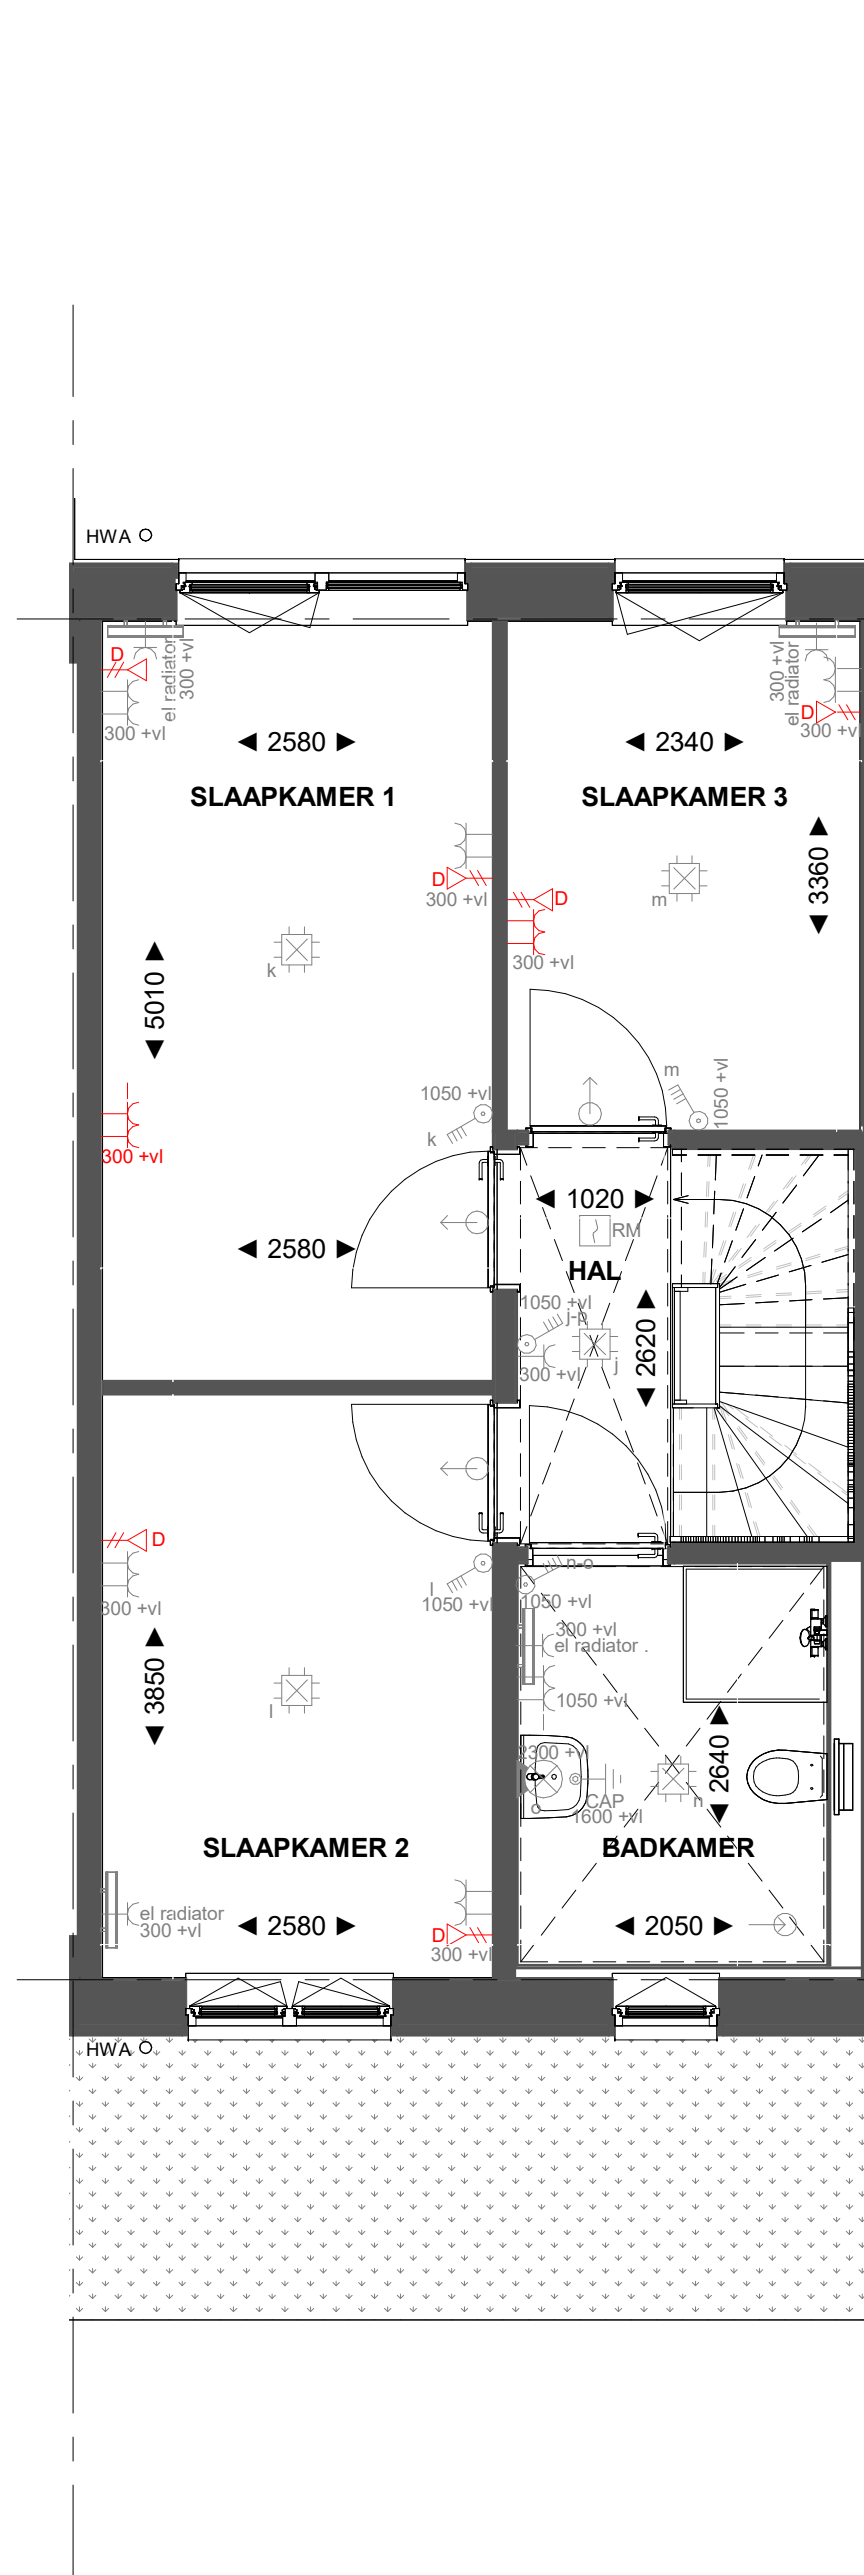 HWA
D
el radiator
300 +vl
300 +vl
300 +vl
el radiator
D
300 +vl
◄ 2580 ►
◄ 2340 ►
SLAAPKAMER 1
SLAAPKAMER 3
◄ 3360 ►
D
300 +vl
m
D
300 +vl
k
◄ 5010 ►
1050 +vl
k
m
1050 +vl
300 +vl
◄ 1020 ►
RM
◄ 2580 ►
HAL
1050 +vl
j-p
◄ 2620 ►
300 +vl
j
D
300 +vl
l
1050 +vl
n-o
1050 +vl
300 +vl
el radiator .
◄ 3850 ►
l
1050 +vl
◄ 2640 ►
2300 +vl
o
CAP
1600 +vl
n
SLAAPKAMER 2
BADKAMER
el radiator
300 +vl
◄ 2580 ►
D
300 +vl
◄ 2050 ►
HWA